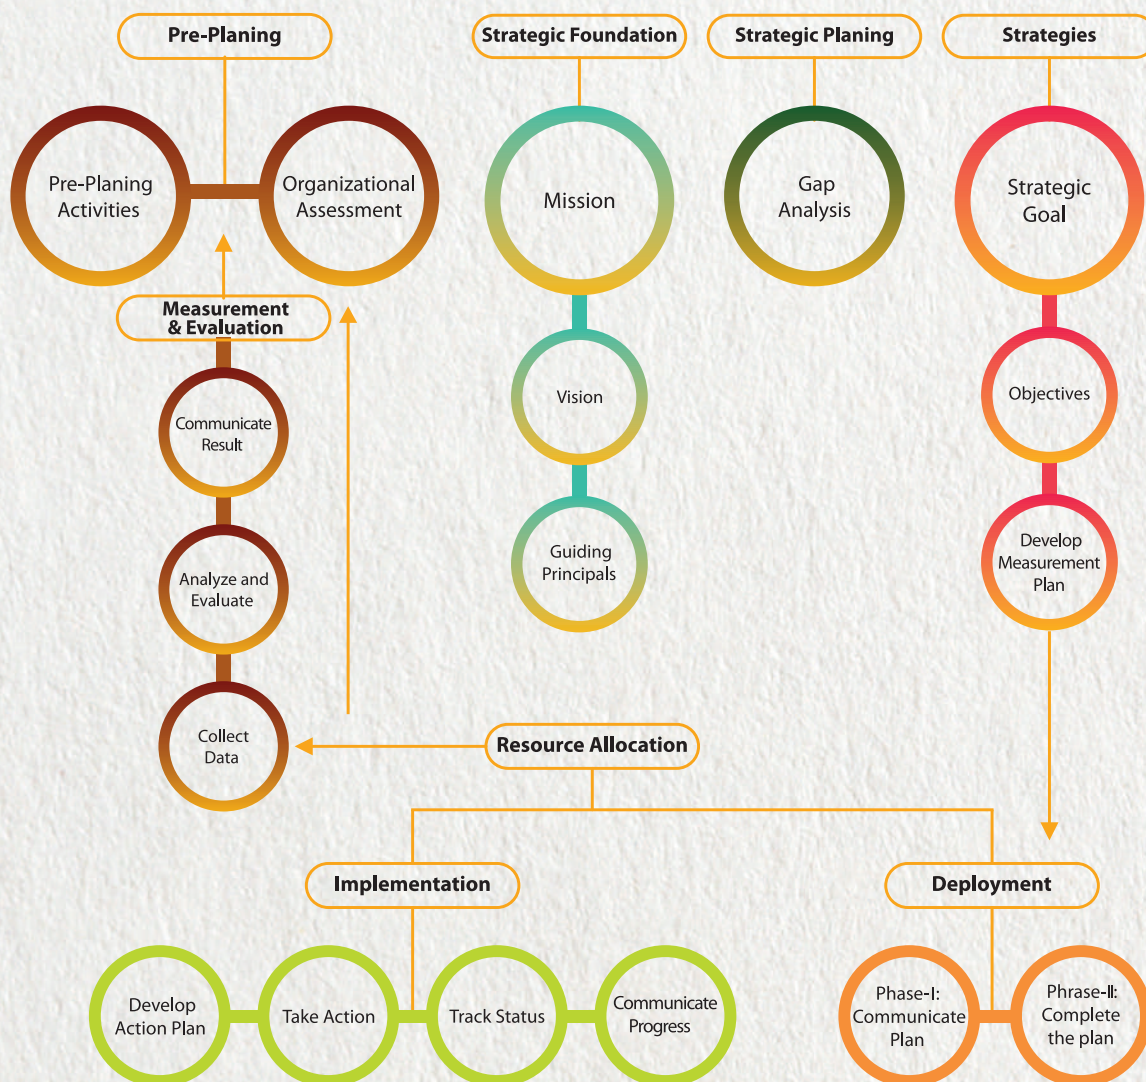 Pre-Planing
Strategic Foundation
Strategic Planing
Strategies
Pre-Planing
Activities
Organizational
Assessment
Mission
Gap
Analysis
Strategic
Goal
Measurement
& Evaluation
Communicate
Result
Vision
Objectives
Analyze and
Evaluate
Guiding
Principals
Develop
Measurement
Plan
Collect
Data
Resource Allocation
Implementation
Deployment
Develop
Action Plan
Take Action
Track Status
Communicate
Progress
Phase-I:
Communicate
Plan
Phrase-II:
Complete
the plan